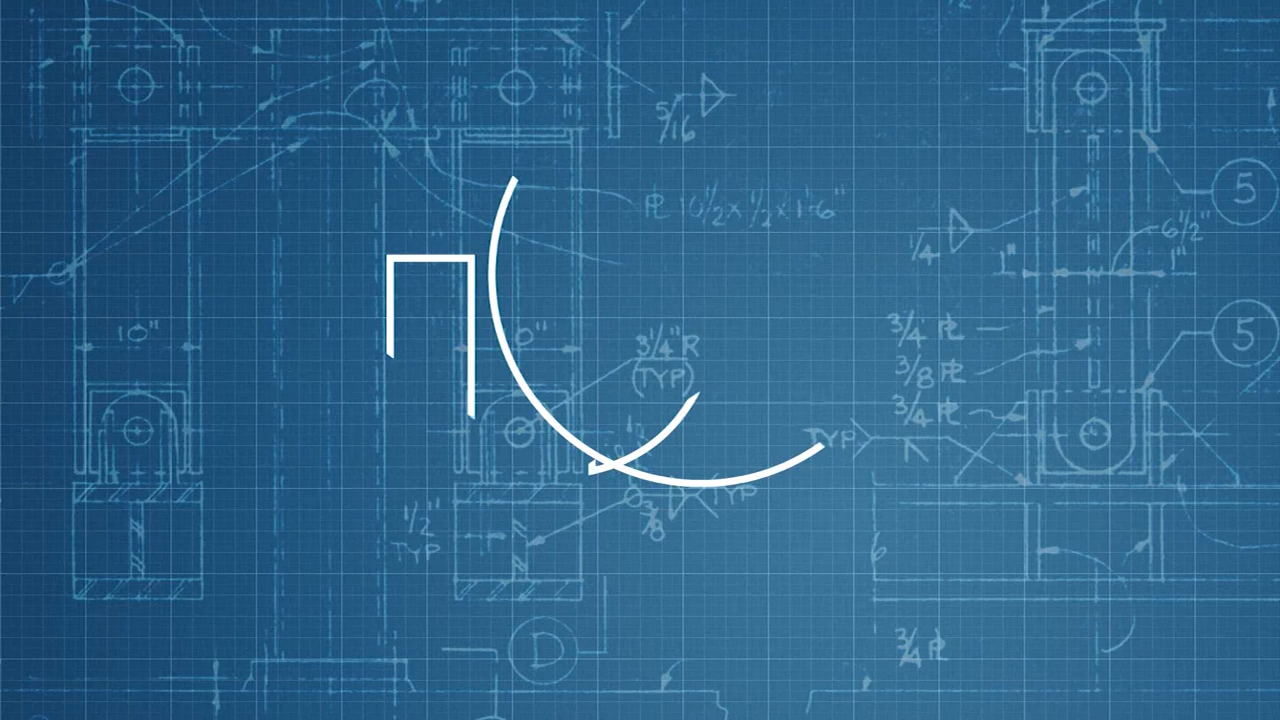 5/16
PL 10 1/2 x 1/2 x 1'-6"
5
1/4
6 1/2"
1"
10"
0"
3/4" R
(TYP)
3/4 PL
5
3/8 PL
3/4 PL
TYP
TYP
1/2"
TYP
3/8
6
D
3/4 PL